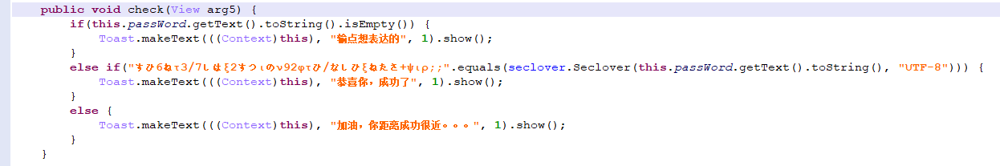 public void check(View arg5) {
if(this.passWord.getText().toString().isEmpty()) {
Toast.makeText(((Context)this), "输点想表达的", 1).show();
}
else if("すひ6ねτ3/7しはξ2すつιのν92φτひ/なしひξねたさ+ψιρ;;".equals(seclover.Seclover(this.passWord.getText().toString(), "UTF-8"))) {
Toast.makeText(((Context)this), "恭喜你，成功了", 1).show();
}
else {
Toast.makeText(((Context)this), "加油，你距离成功很近。。。", 1).show();
}
}